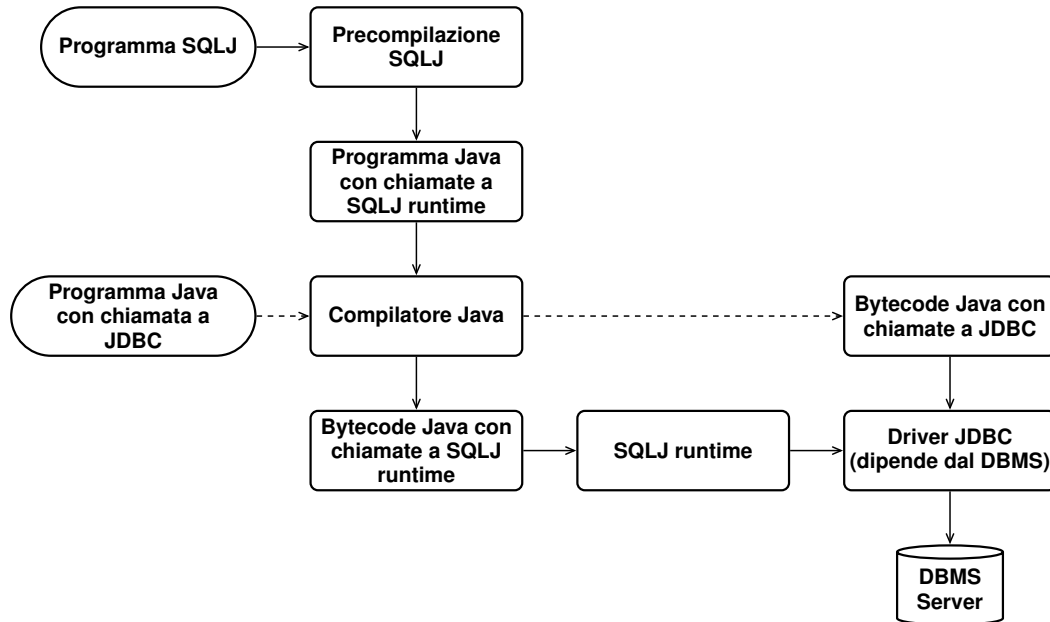 Programma SQLJ
Precompilazione
SQLJ
Programma Java
con chiamate a
SQLJ runtime
Programma Java
con chiamata a
JDBC
Compilatore Java
Bytecode Java con
chiamate a JDBC
Bytecode Java con
chiamate a SQLJ
runtime
SQLJ runtime
Driver JDBC
(dipende dal DBMS)
DBMS
Server